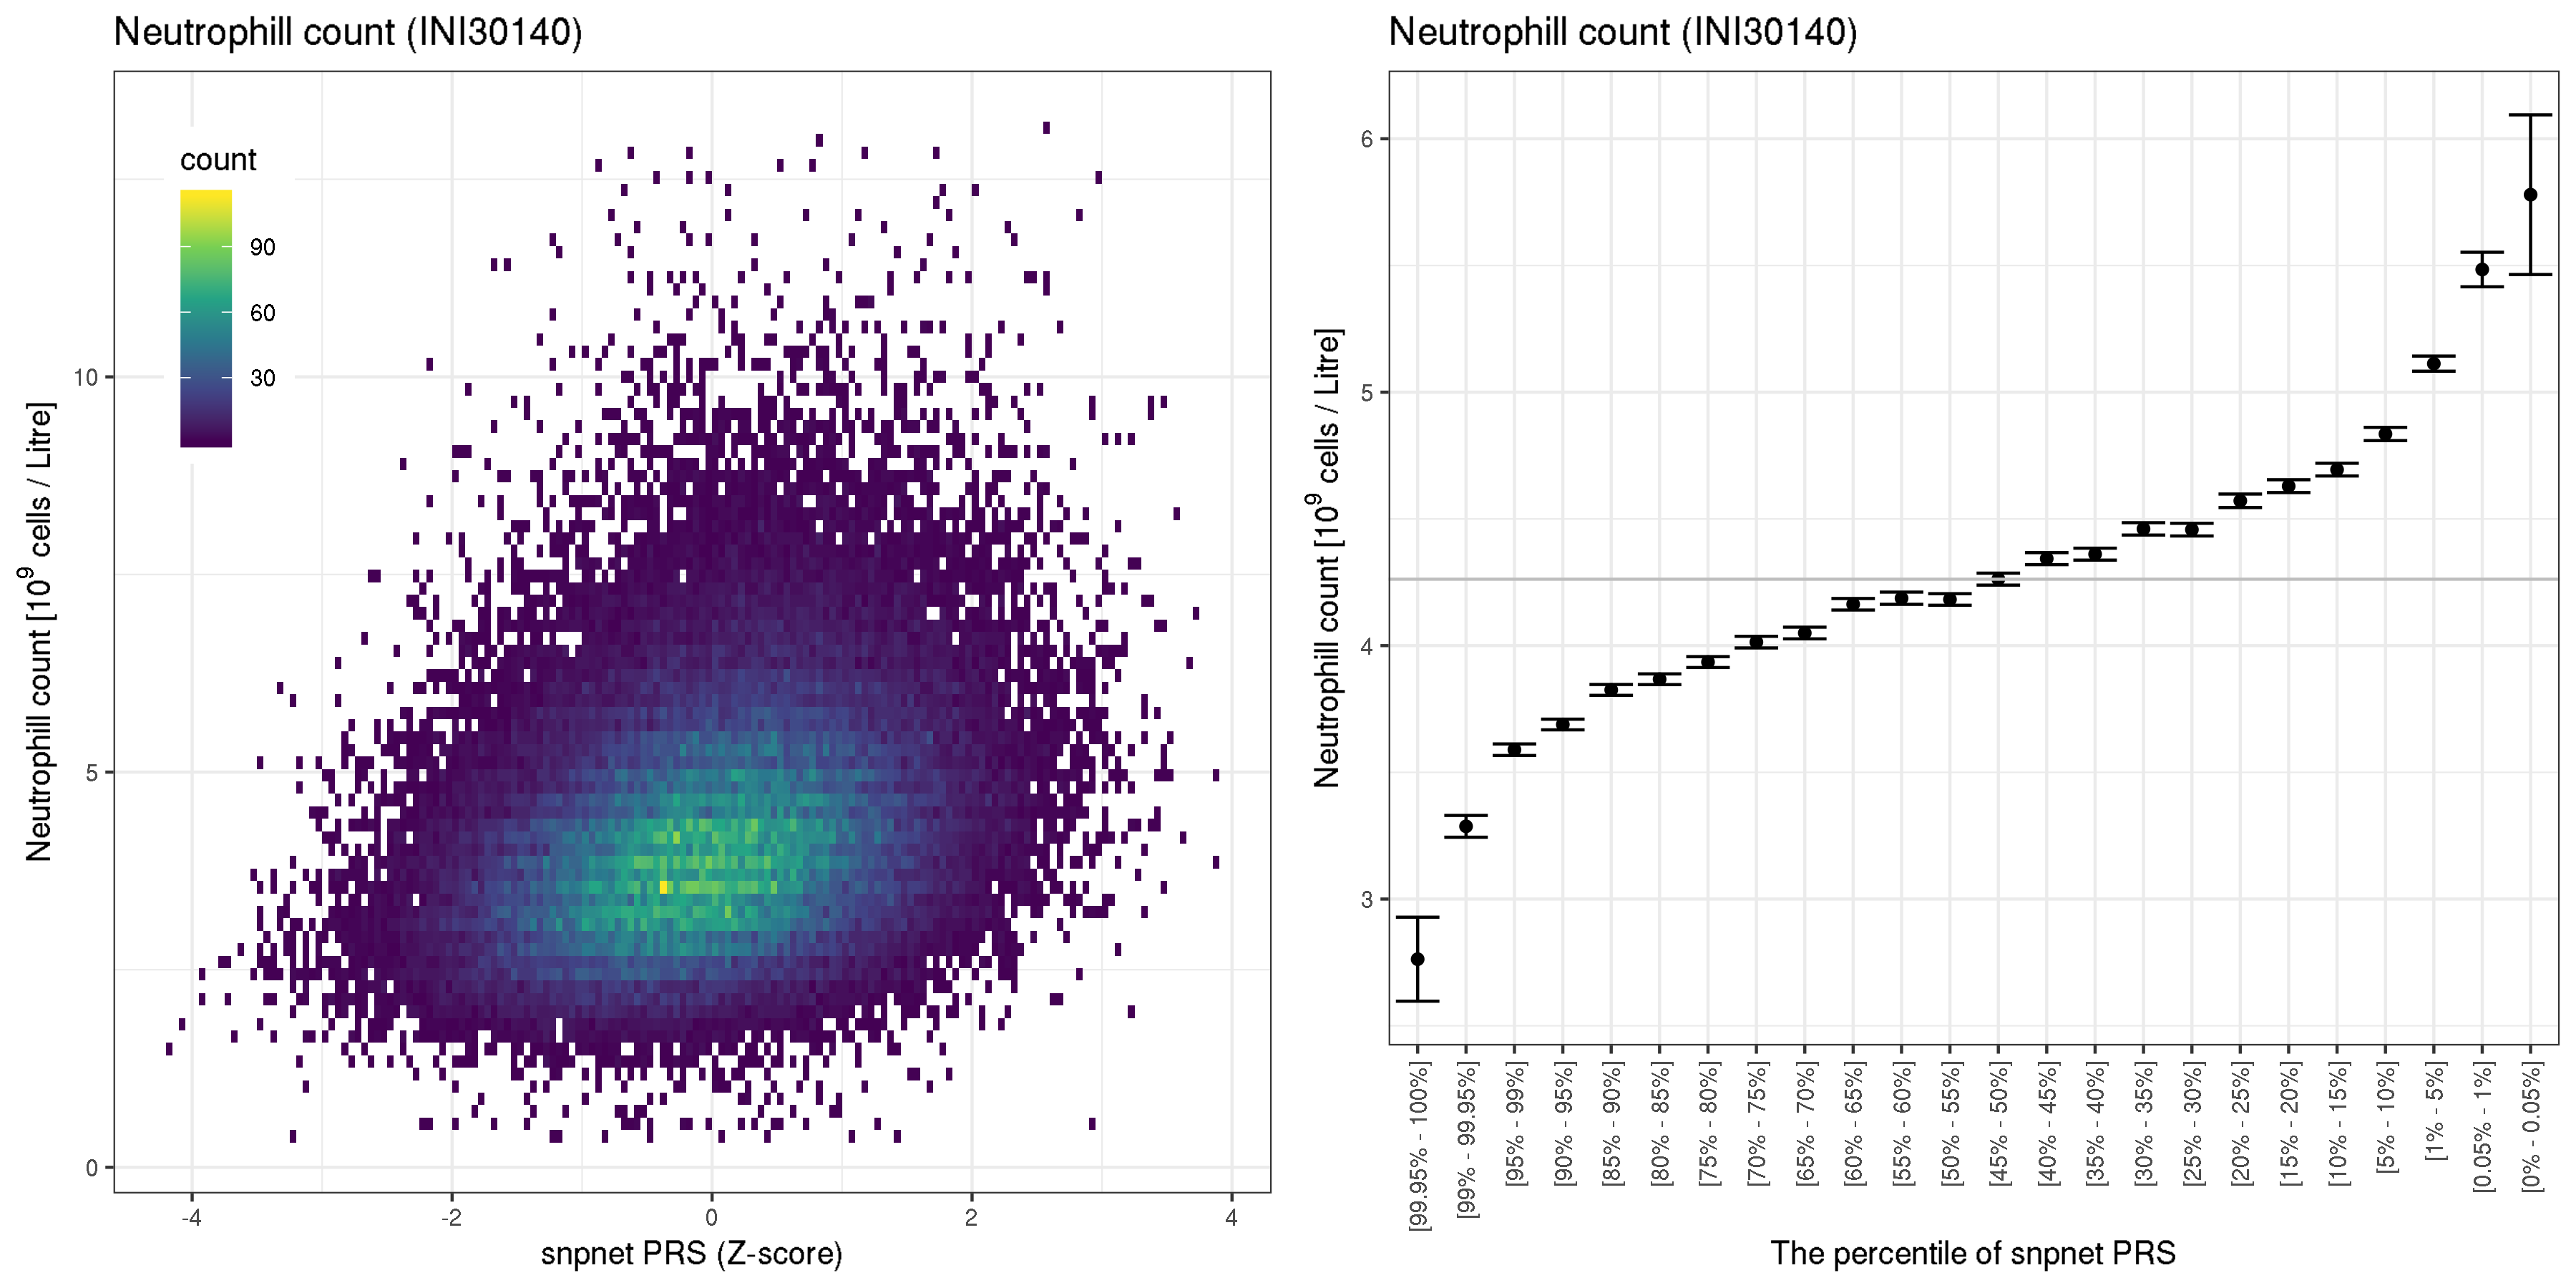 Neutrophill count (INI30140)
Neutrophill count [10⁹ cells / Litre]
count
90
60
30
10
5
0
-4
-2
0
2
4
snpnet PRS (Z-score)
Neutrophill count (INI30140)
Neutrophill count [10⁹ cells / Litre]
6
5
4
3
[99.95% - 100%]
[99% - 99.95%]
[95% - 99%]
[90% - 95%]
[85% - 90%]
[80% - 85%]
[75% - 80%]
[70% - 75%]
[65% - 70%]
[60% - 65%]
[55% - 60%]
[50% - 55%]
[45% - 50%]
[40% - 45%]
[35% - 40%]
[30% - 35%]
[25% - 30%]
[20% - 25%]
[15% - 20%]
[10% - 15%]
[5% - 10%]
[1% - 5%]
[0.05% - 1%]
[0% - 0.05%]
The percentile of snpnet PRS